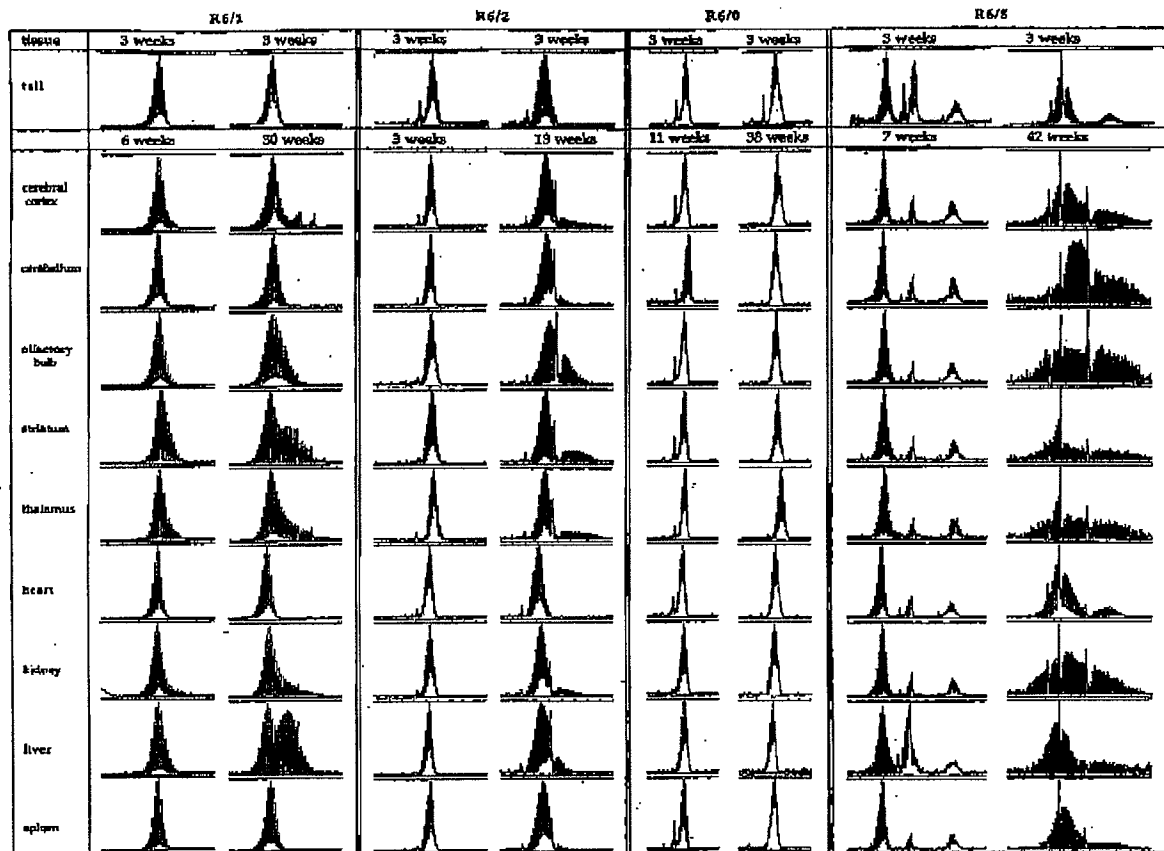 R6/1 R6/2 R6/0 R6/5
tissue 3 weeks 3 weeks 3 weeks 3 weeks 3 weeks 3 weeks 3 weeks 3 weeks
tail
6 weeks 50 weeks 3 weeks 13 weeks 11 weeks 38 weeks 7 weeks 42 weeks
cerebral
cortex
cerebellum
olfactory
bulb
striatum
thalamus
heart
kidney
liver
spleen